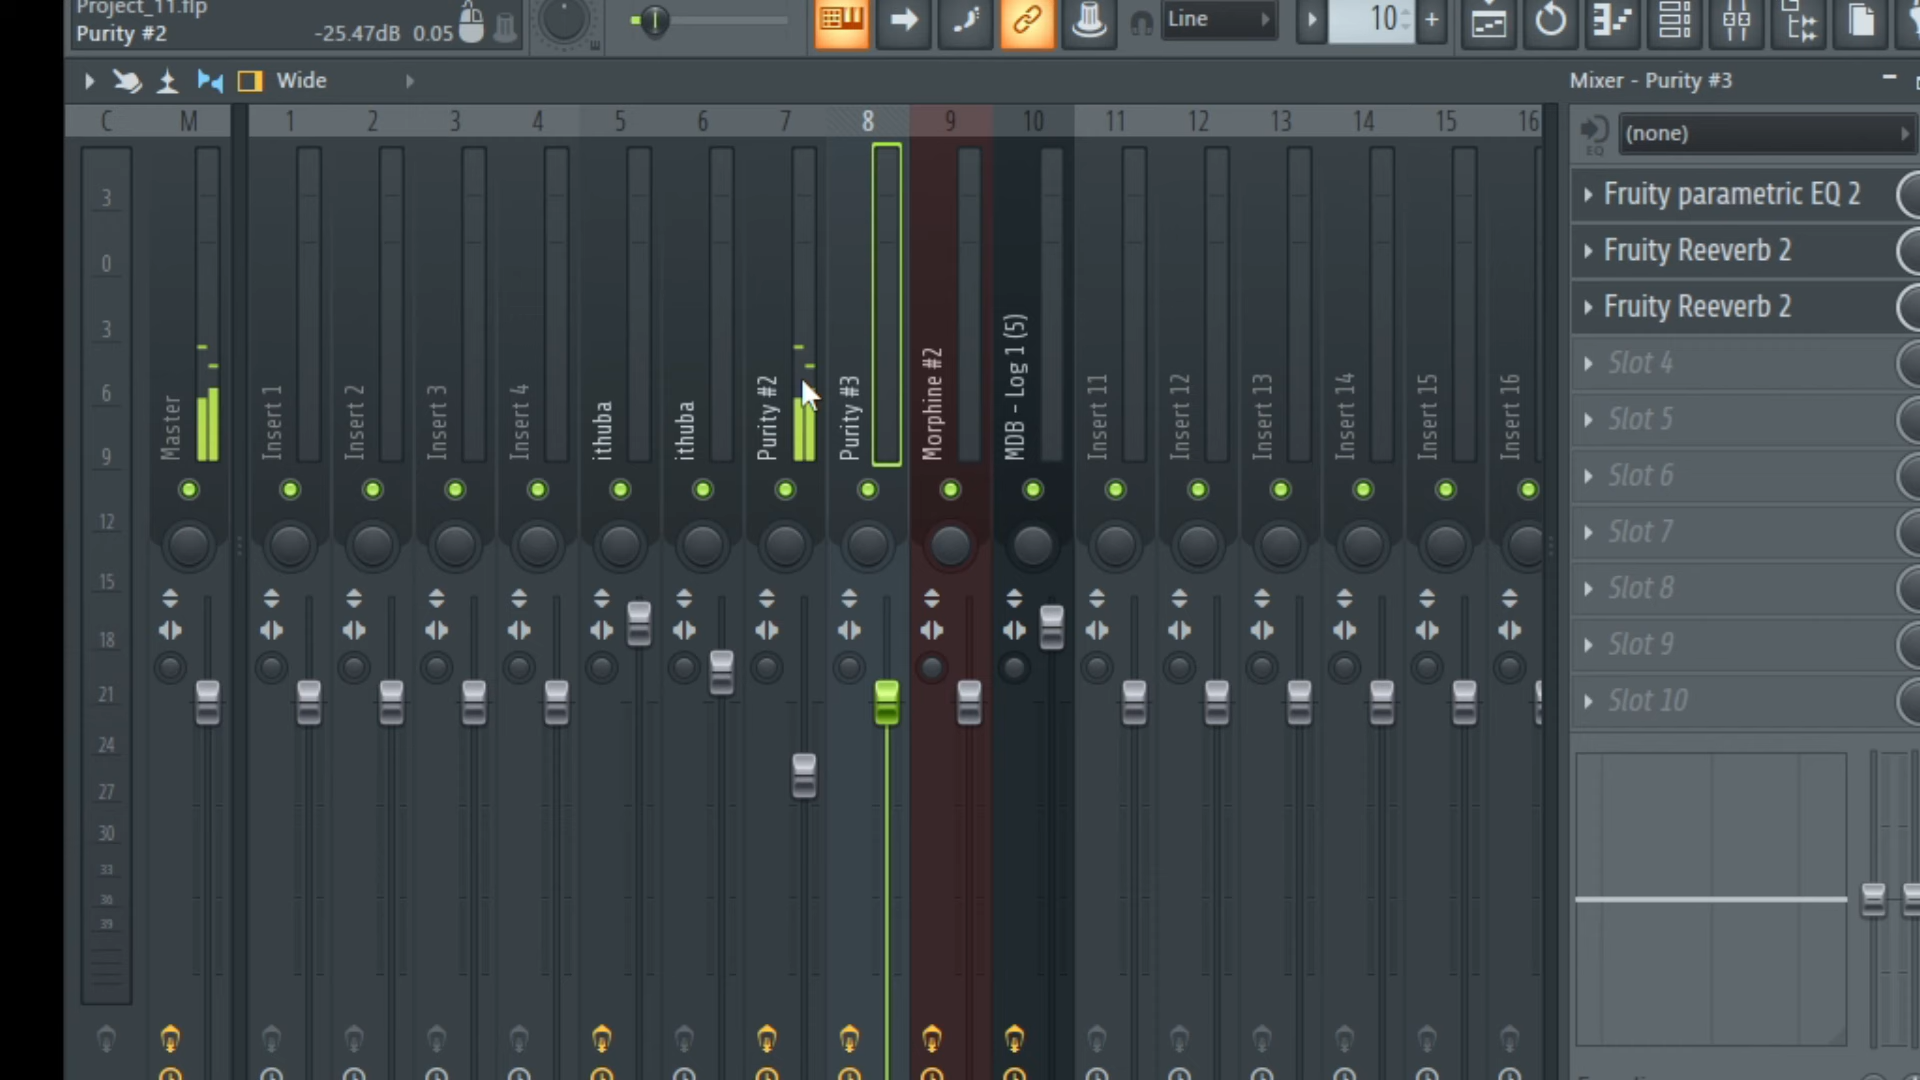 Project_11.flp
Purity #2
-25.47dB 0.05
Line
10
Wide
Mixer - Purity #3
C
M
1
2
3
4
5
6
7
8
9
10
11
12
13
14
15
16
3
0
3
6
9
12
15
18
21
24
27
30
33
36
39
Master
Insert 1
Insert 2
Insert 3
Insert 4
ithuba
ithuba
Purity #2
Purity #3
Morphine #2
MDB - Log 1 (5)
Insert 11
Insert 12
Insert 13
Insert 14
Insert 15
Insert 16
EQ
(none)
Fruity parametric EQ 2
Fruity Reeverb 2
Fruity Reeverb 2
Slot 4
Slot 5
Slot 6
Slot 7
Slot 8
Slot 9
Slot 10